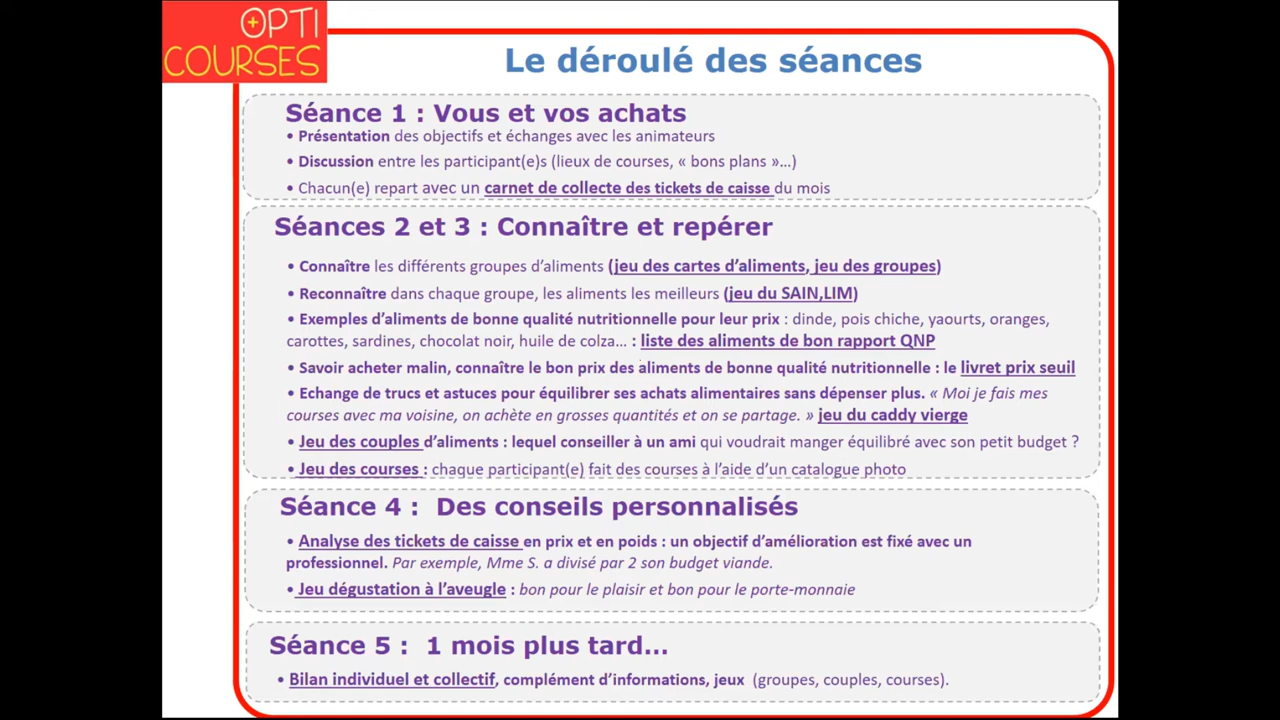 OPTI
COURSES
Le déroulé des séances
Séance 1 : Vous et vos achats
• Présentation des objectifs et échanges avec les animateurs
• Discussion entre les participant(e)s (lieux de courses, « bons plans »…)
• Chacun(e) repart avec un carnet de collecte des tickets de caisse du mois
Séances 2 et 3 : Connaître et repérer
• Connaître les différents groupes d’aliments (jeu des cartes d’aliments, jeu des groupes)
• Reconnaître dans chaque groupe, les aliments les meilleurs (jeu du SAIN,LIM)
• Exemples d’aliments de bonne qualité nutritionnelle pour leur prix : dinde, pois chiche, yaourts, oranges,
carottes, sardines, chocolat noir, huile de colza… : liste des aliments de bon rapport QNP
• Savoir acheter malin, connaître le bon prix des aliments de bonne qualité nutritionnelle : le livret prix seuil
• Echange de trucs et astuces pour équilibrer ses achats alimentaires sans dépenser plus. « Moi je fais mes
courses avec ma voisine, on achète en grosses quantités et on se partage. » jeu du caddy vierge
• Jeu des couples d’aliments : lequel conseiller à un ami qui voudrait manger équilibré avec son petit budget ?
• Jeu des courses : chaque participant(e) fait des courses à l’aide d’un catalogue photo
Séance 4 : Des conseils personnalisés
• Analyse des tickets de caisse en prix et en poids : un objectif d’amélioration est fixé avec un
professionnel. Par exemple, Mme S. a divisé par 2 son budget viande.
• Jeu dégustation à l’aveugle : bon pour le plaisir et bon pour le porte-monnaie
Séance 5 : 1 mois plus tard…
• Bilan individuel et collectif, complément d’informations, jeux (groupes, couples, courses).